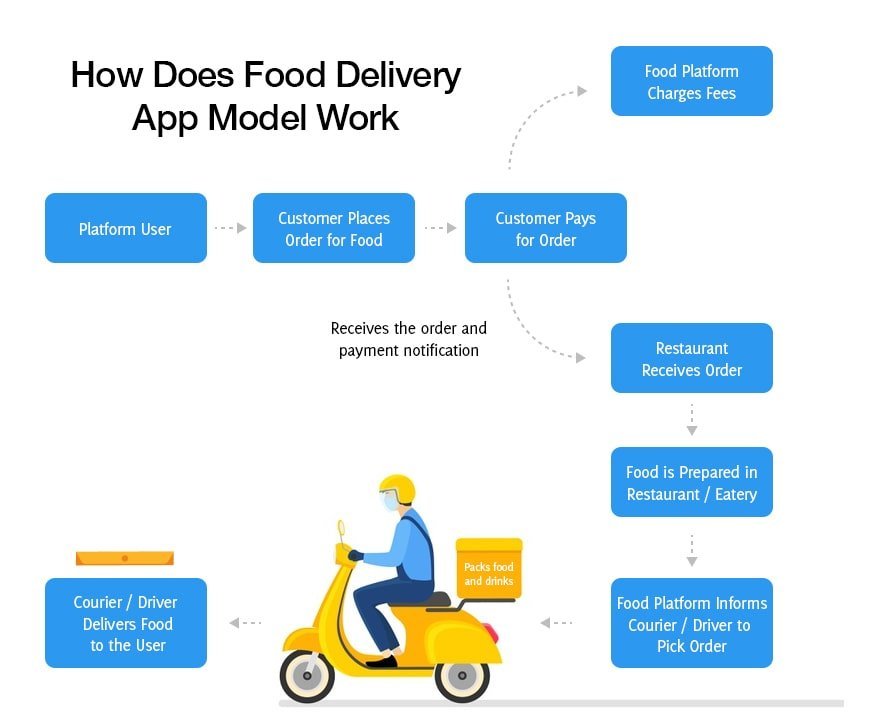 How Does Food Delivery
App Model Work
Food Platform
Charges Fees
Platform User
Customer Places
Order for Food
Customer Pays
for Order
Receives the order and
payment notification
Restaurant
Receives Order
Food is Prepared in
Restaurant / Eatery
Food Platform Informs
Courier / Driver to
Pick Order
Packs food
and drinks
Courier / Driver
Delivers Food
to the User